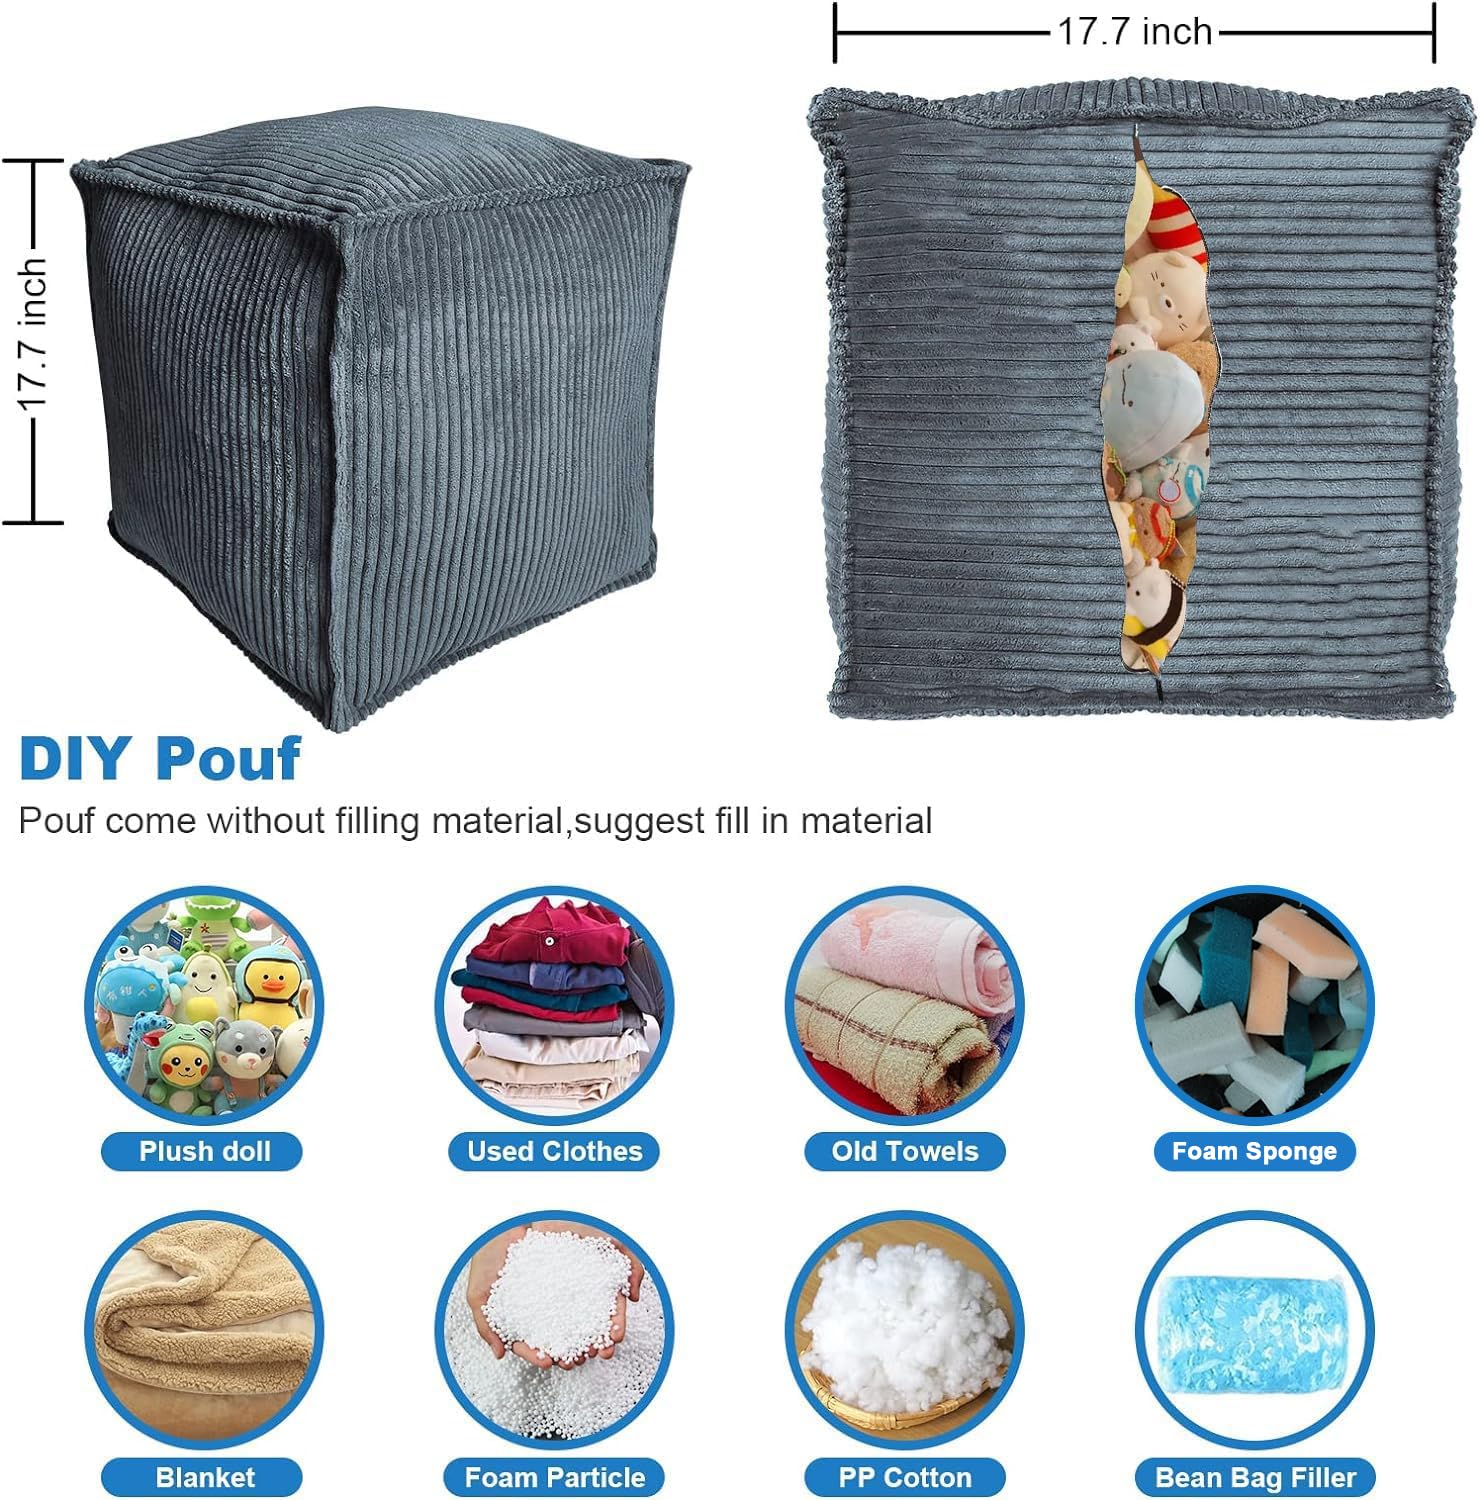 17.7 inch
17.7 inch
DIY Pouf
Pouf come without filling material,suggest fill in material
Plush doll
Used Clothes
Old Towels
Foam Sponge
Blanket
Foam Particle
PP Cotton
Bean Bag Filler